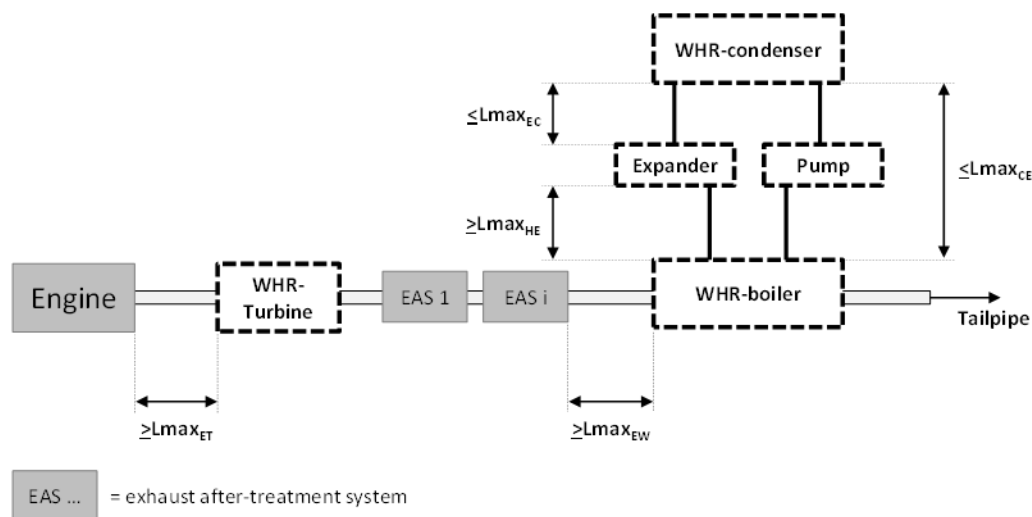 WHR-condenser
≤Lmax_EC
Expander
Pump
≤Lmax_CE
≥Lmax_HE
Engine
WHR-
Turbine
EAS 1
EAS i
WHR-boiler
Tailpipe
≥Lmax_ET
≥Lmax_EW
EAS ...
= exhaust after-treatment system